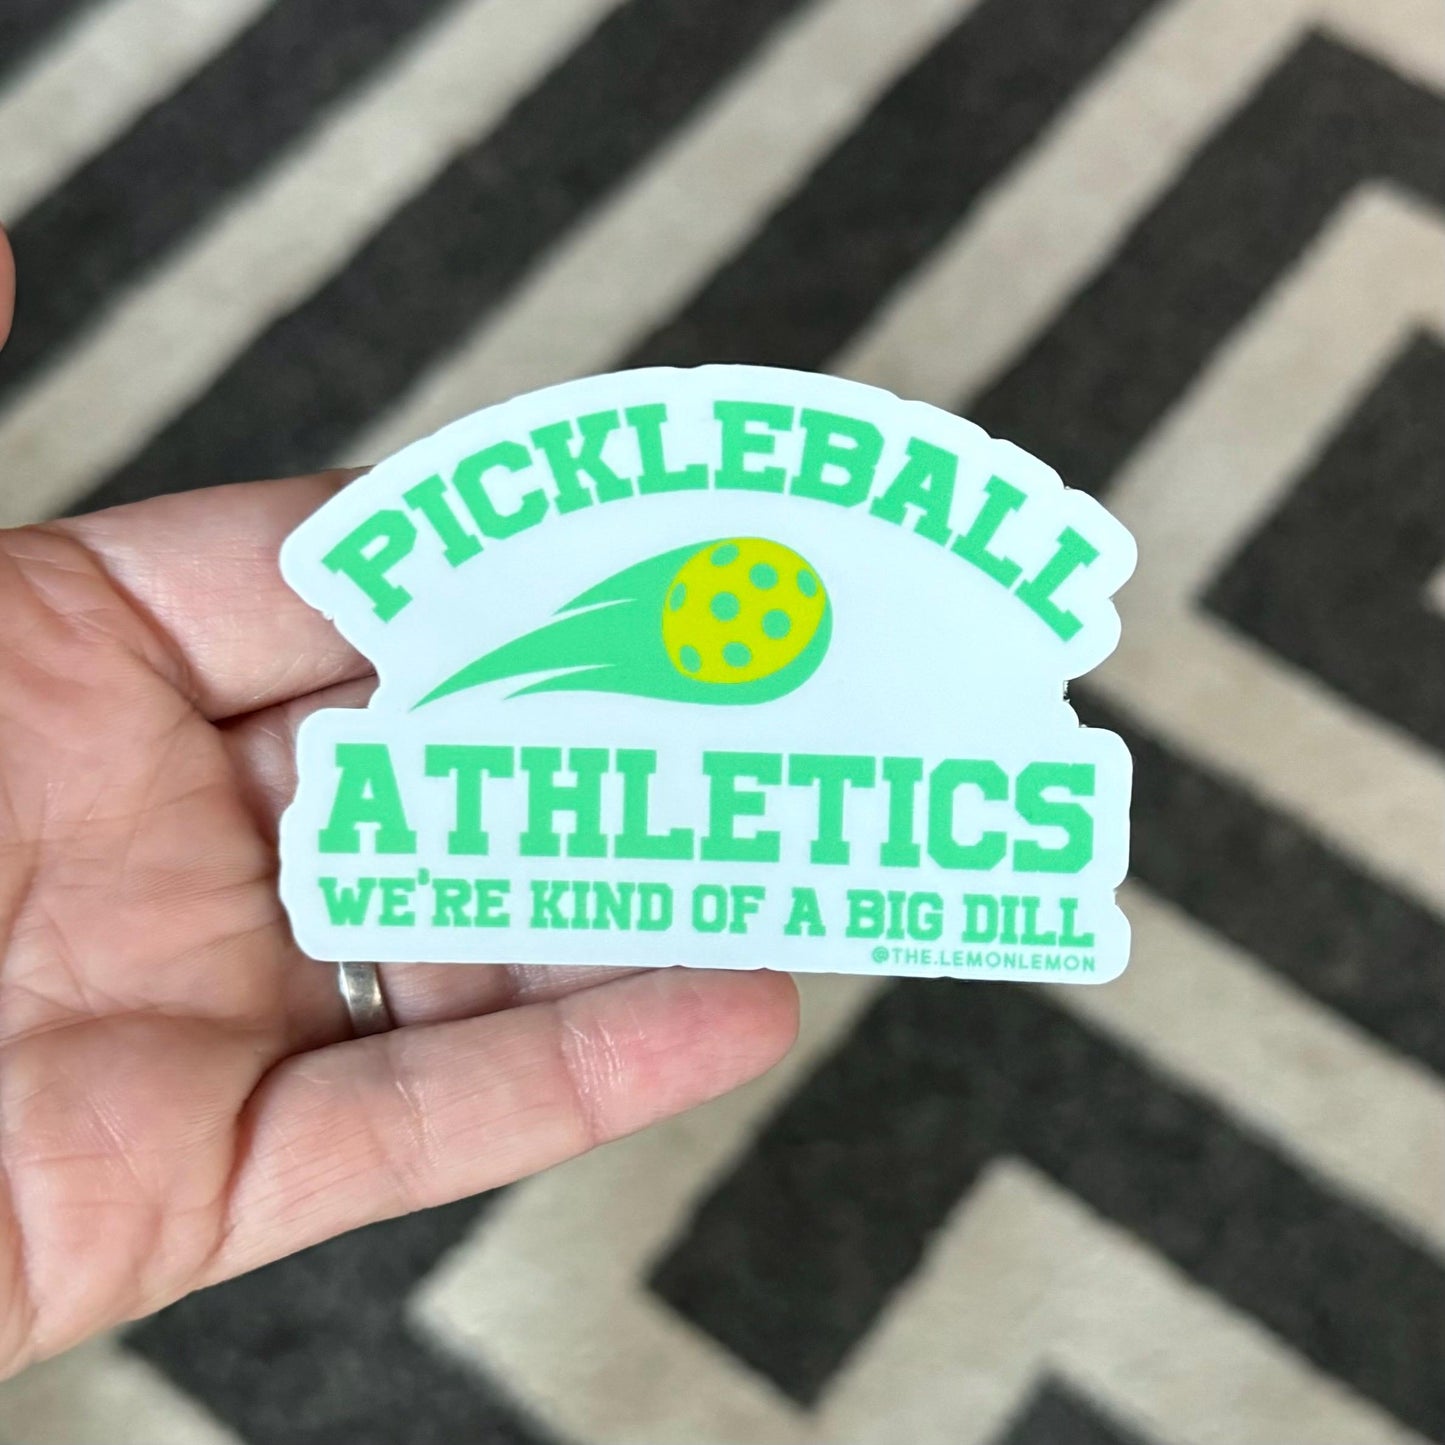 PICKLEBALL
ATHLETICS
WE'RE KIND OF A BIG DILL
@THE.LEMONLEMON